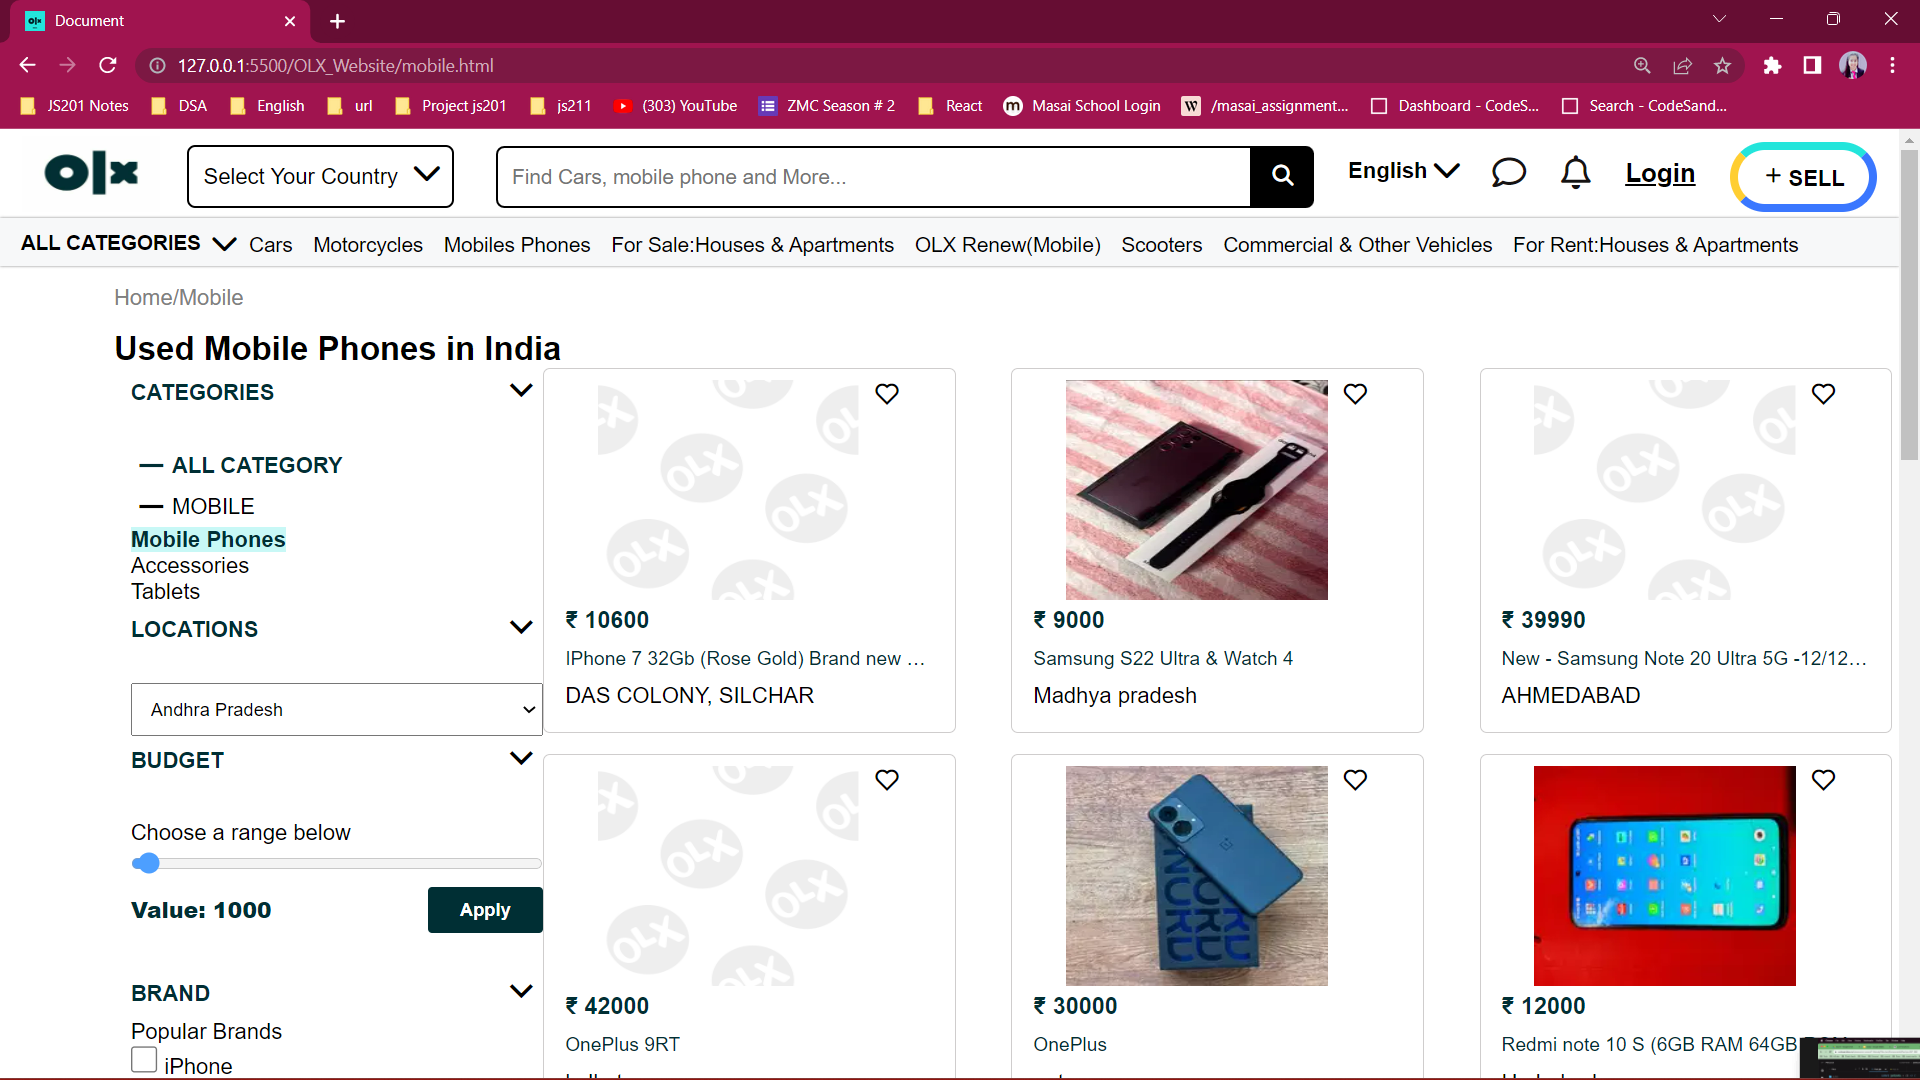 Document
127.0.0.1:5500/OLX_Website/mobile.html
JS201 Notes DSA English url Project js201 js211 (303) YouTube ZMC Season # 2 React Masai School Login /masai_assignment... Dashboard - CodeS... Search - CodeSand...
olx Select Your Country Find Cars, mobile phone and More... English Login + SELL
ALL CATEGORIES Cars Motorcycles Mobiles Phones For Sale:Houses & Apartments OLX Renew(Mobile) Scooters Commercial & Other Vehicles For Rent:Houses & Apartments
Home/Mobile
Used Mobile Phones in India
CATEGORIES
— ALL CATEGORY
— MOBILE
Mobile Phones
Accessories
Tablets
LOCATIONS
Andhra Pradesh
BUDGET
Choose a range below
Value: 1000 Apply
BRAND
Popular Brands
iPhone
₹ 10600
IPhone 7 32Gb (Rose Gold) Brand new ...
DAS COLONY, SILCHAR
₹ 9000
Samsung S22 Ultra & Watch 4
Madhya pradesh
₹ 39990
New - Samsung Note 20 Ultra 5G -12/12...
AHMEDABAD
₹ 42000
OnePlus 9RT
₹ 30000
OnePlus
₹ 12000
Redmi note 10 S (6GB RAM 64GB